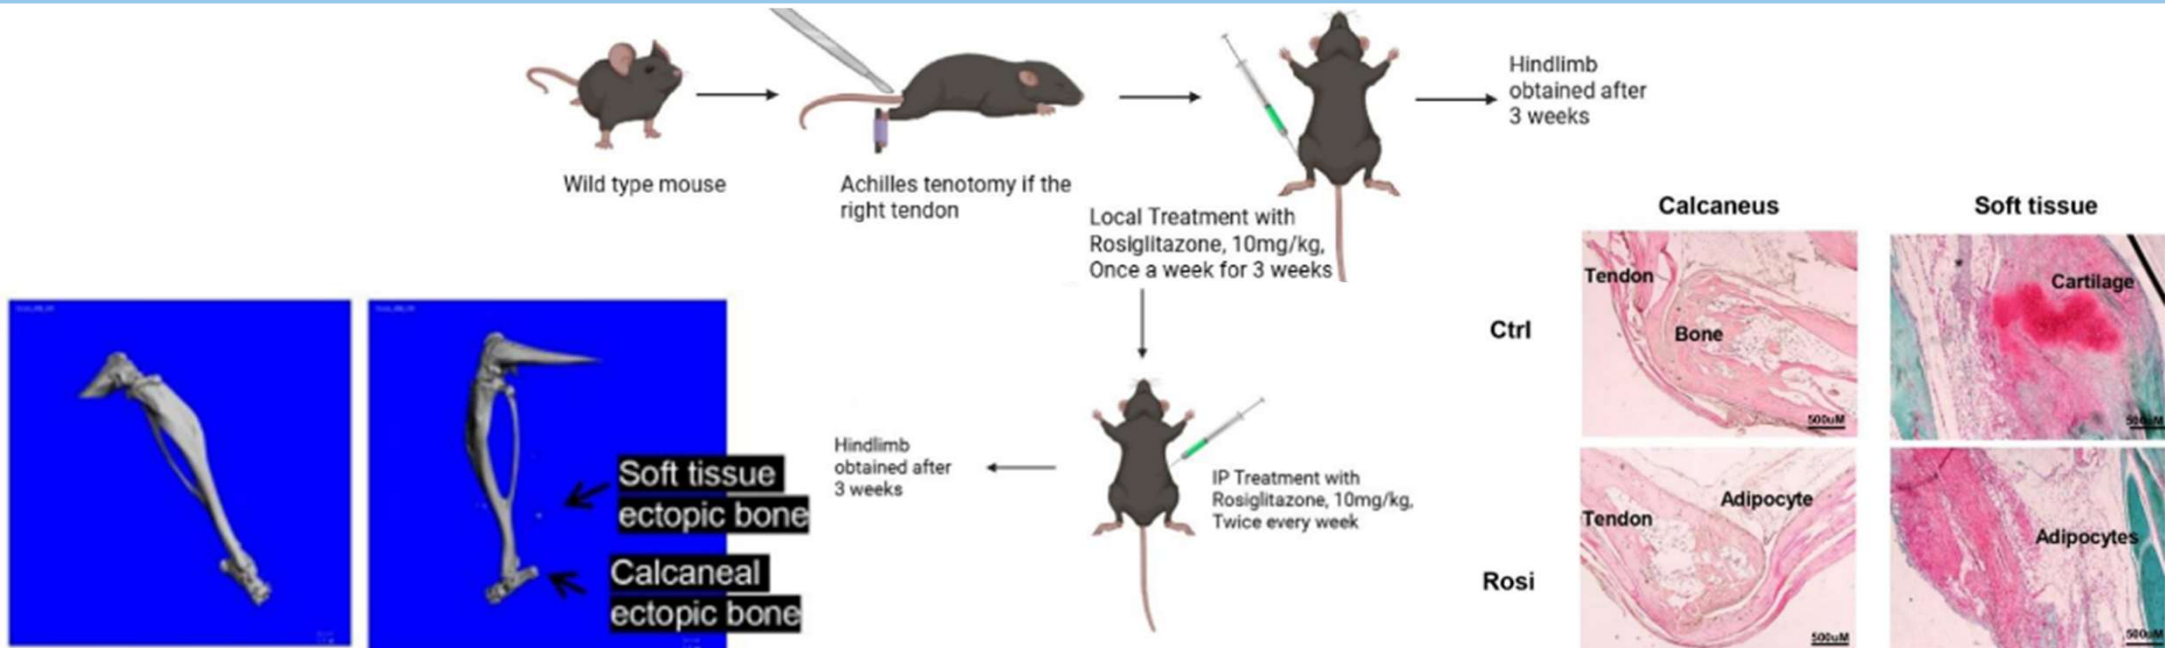 Wild type mouse
Achilles tenotomy if the
right tendon
Hindlimb
obtained after
3 weeks
Local Treatment with
Rosiglitazone, 10mg/kg,
Once a week for 3 weeks
IP Treatment with
Rosiglitazone, 10mg/kg,
Twice every week
Hindlimb
obtained after
3 weeks
Soft tissue
ectopic bone
Calcaneal
ectopic bone
Calcaneus
Soft tissue
Ctrl
Tendon
Bone
500uM
Cartilage
500uM
Rosi
Tendon
Adipocyte
500uM
Adipocytes
500uM